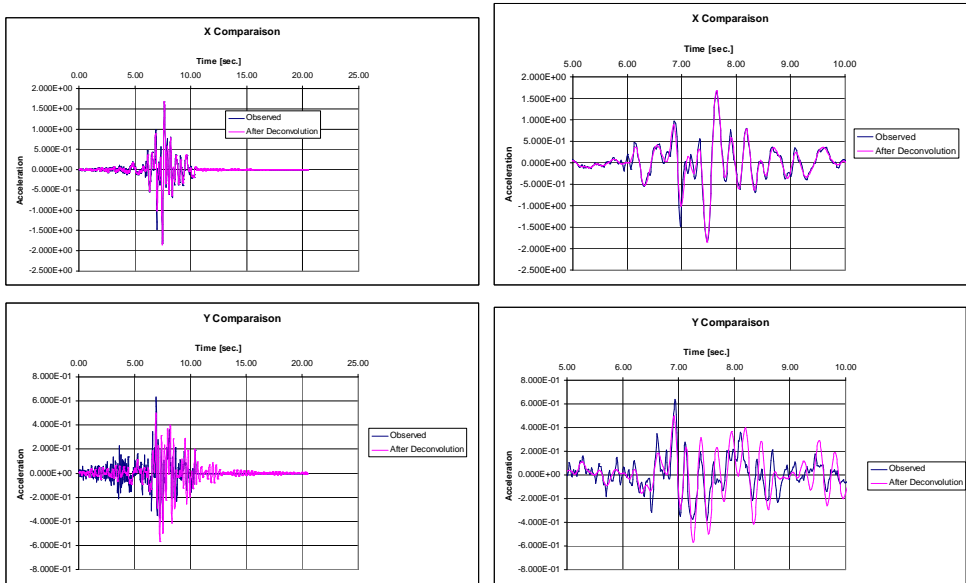 X Comparaison
Time [sec.]
0.00 5.00 10.00 15.00 20.00 25.00
2.000E+00
1.500E+00
1.000E+00
5.000E-01
0.000E+00
-5.000E-01
-1.000E+00
-1.500E+00
-2.000E+00
-2.500E+00
Acceleration
Observed
After Deconvolution
X Comparaison
Time [sec.]
5.00 6.00 7.00 8.00 9.00 10.00
2.000E+00
1.500E+00
1.000E+00
5.000E-01
0.000E+00
-5.000E-01
-1.000E+00
-1.500E+00
-2.000E+00
-2.500E+00
Acceleration
Observed
After Deconvolution
Y Comparaison
Time [sec.]
0.00 5.00 10.00 15.00 20.00 25.00
8.000E-01
6.000E-01
4.000E-01
2.000E-01
0.000E+00
-2.000E-01
-4.000E-01
-6.000E-01
-8.000E-01
Acceleration
Observed
After Deconvolution
Y Comparaison
Time [sec.]
5.00 6.00 7.00 8.00 9.00 10.00
8.000E-01
6.000E-01
4.000E-01
2.000E-01
0.000E+00
-2.000E-01
-4.000E-01
-6.000E-01
-8.000E-01
Acceleration
Observed
After Deconvolution